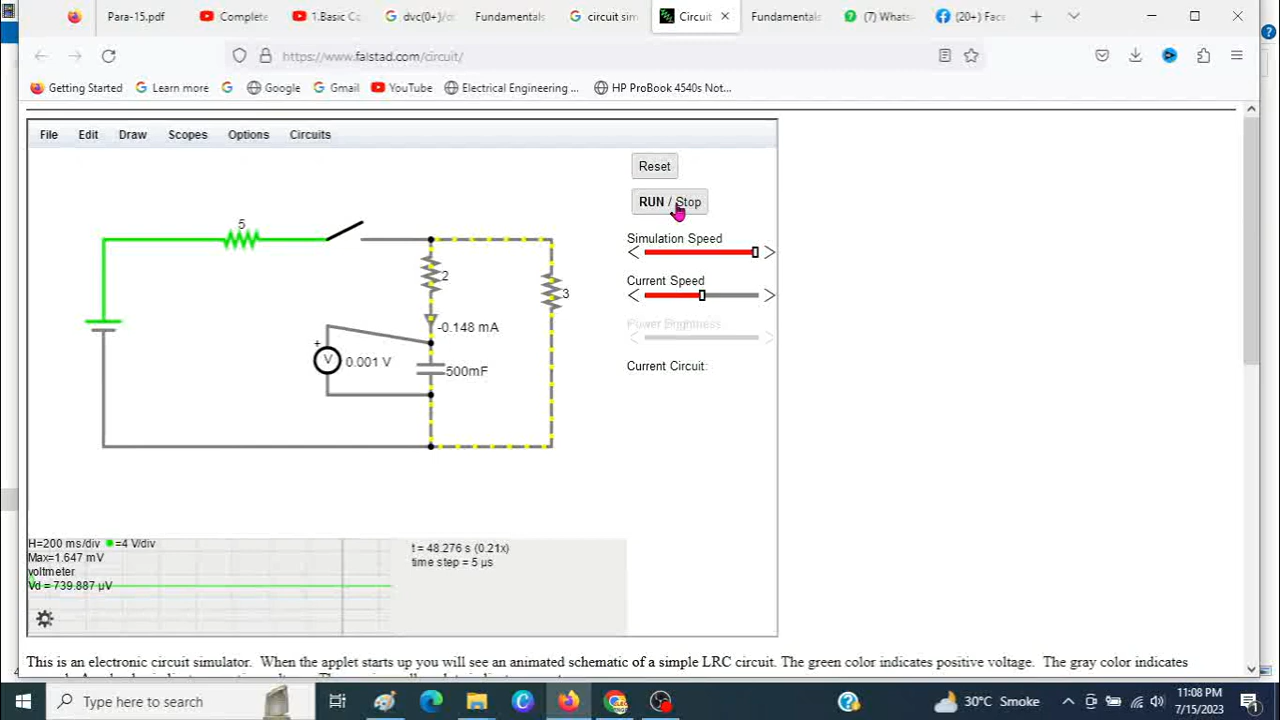 Para-15.pdf
Complete
1.Basic Co
dvc(0+)/d
Fundamentals
circuit sim
Circuit
Fundamentals
(7) Whats
(20+) Fac
https://www.falstad.com/circuit/
Getting Started
Learn more
Google
Gmail
YouTube
Electrical Engineering ...
HP ProBook 4540s Not...
File
Edit
Draw
Scopes
Options
Circuits
Reset
RUN / Stop
Simulation Speed
Current Speed
Power Brightness
Current Circuit:
5
2
3
-0.148 mA
+
V
0.001 V
500mF
H=200 ms/div
=4 V/div
Max=1.647 mV
voltmeter
Vd = 739.887 µV
t = 48.276 s (0.21x)
time step = 5 µs
This is an electronic circuit simulator. When the applet starts up you will see an animated schematic of a simple LRC circuit. The green color indicates positive voltage. The gray color indicates
Type here to search
30°C Smoke
11:08 PM
7/15/2023